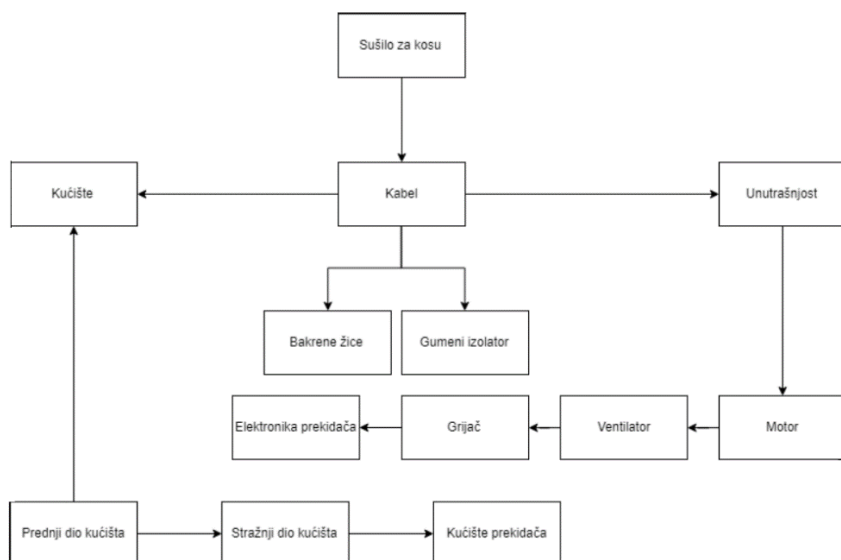 Sušilo za kosu
Kućište
Kabel
Unutrašnjost
Bakrene žice
Gumeni izolator
Elektronika prekidača
Grijač
Ventilator
Motor
Prednji dio kućišta
Stražnji dio kućišta
Kućište prekidača